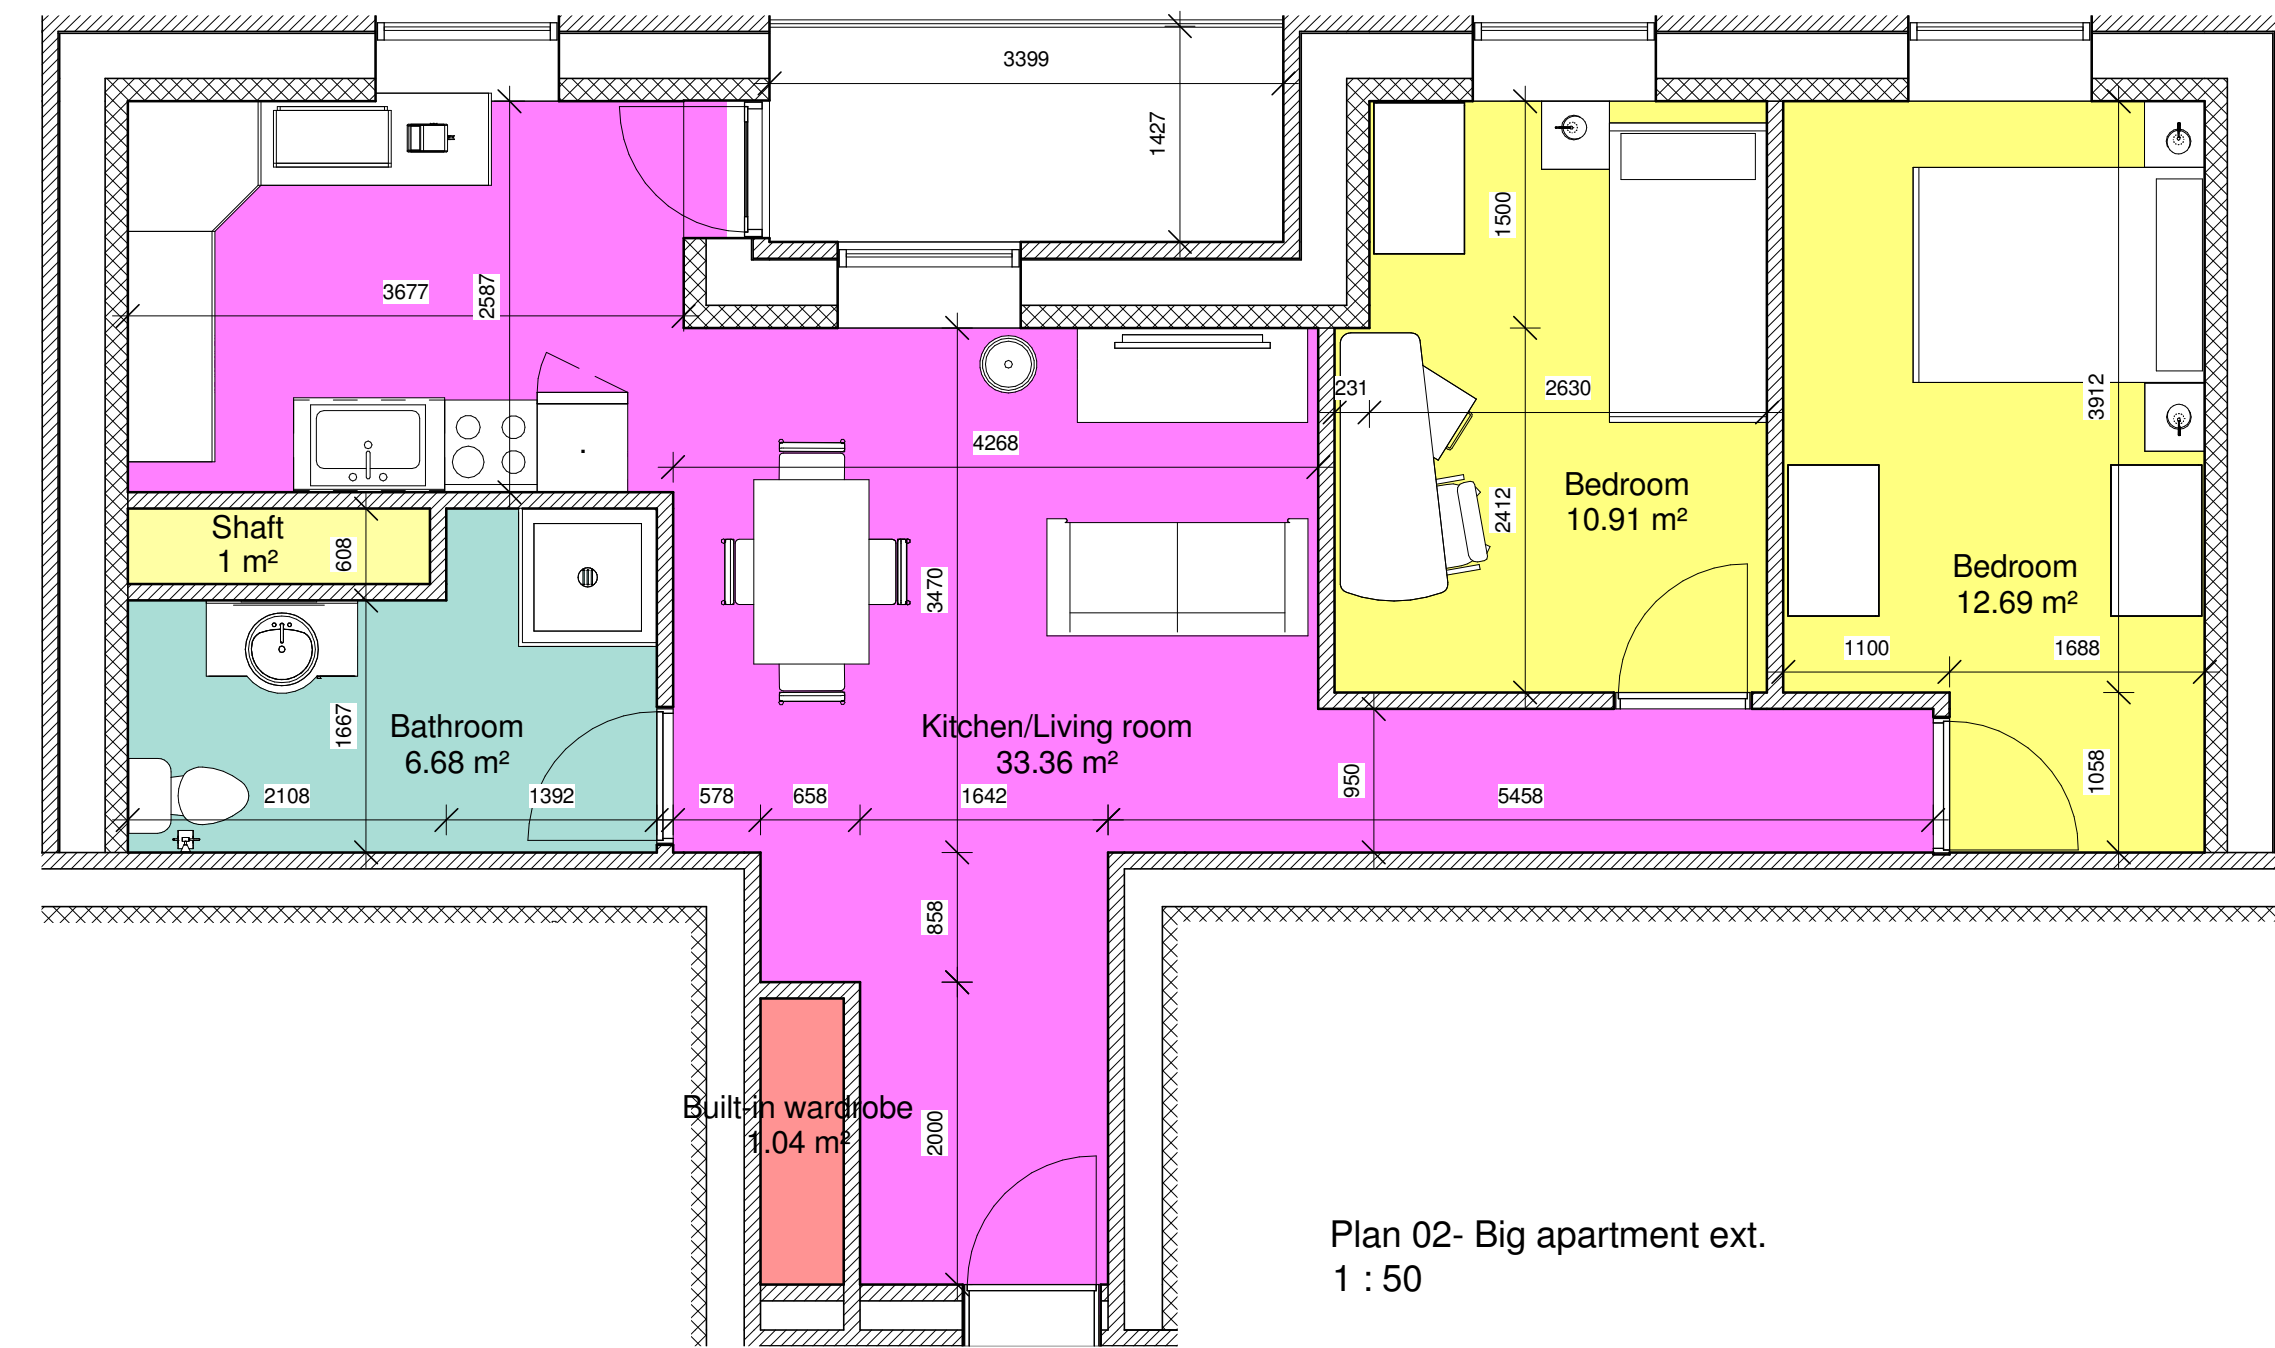 3399
1427
1500
3677
2587
231
2630
3912
4268
Bedroom
10.91 m²
2412
Shaft
1 m²
608
3470
Bedroom
12.69 m²
1100
1688
1667
Bathroom
6.68 m²
Kitchen/Living room
33.36 m²
950
1058
2108
1392
578
658
1642
5458
858
Built-in wardrobe
1.04 m²
2000
Plan 02- Big apartment ext.
1 : 50